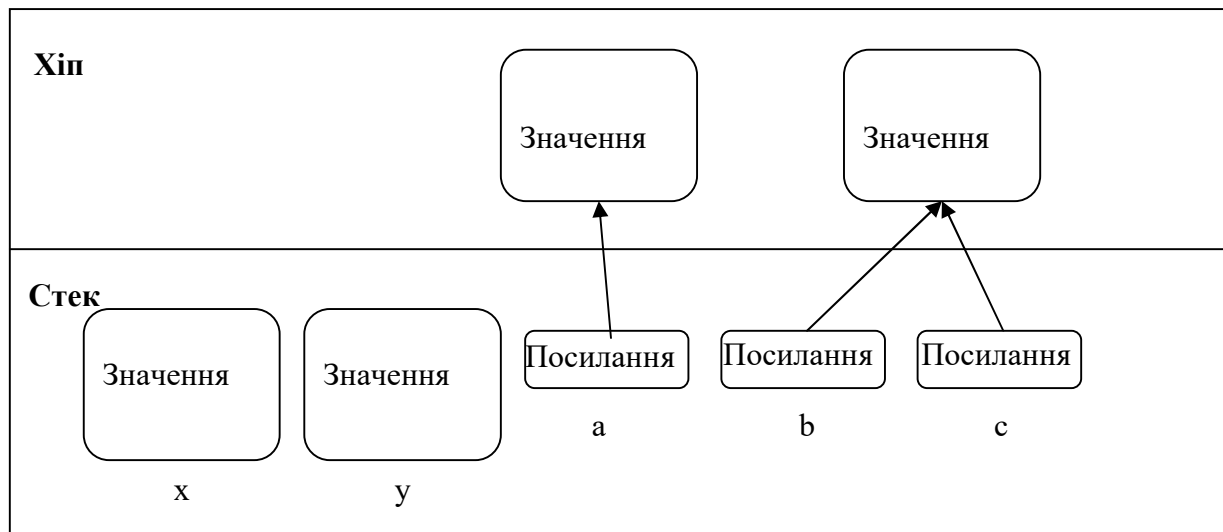 Хіп
Значення Значення
Стек
Значення Значення Посилання Посилання Посилання
a b c
x y